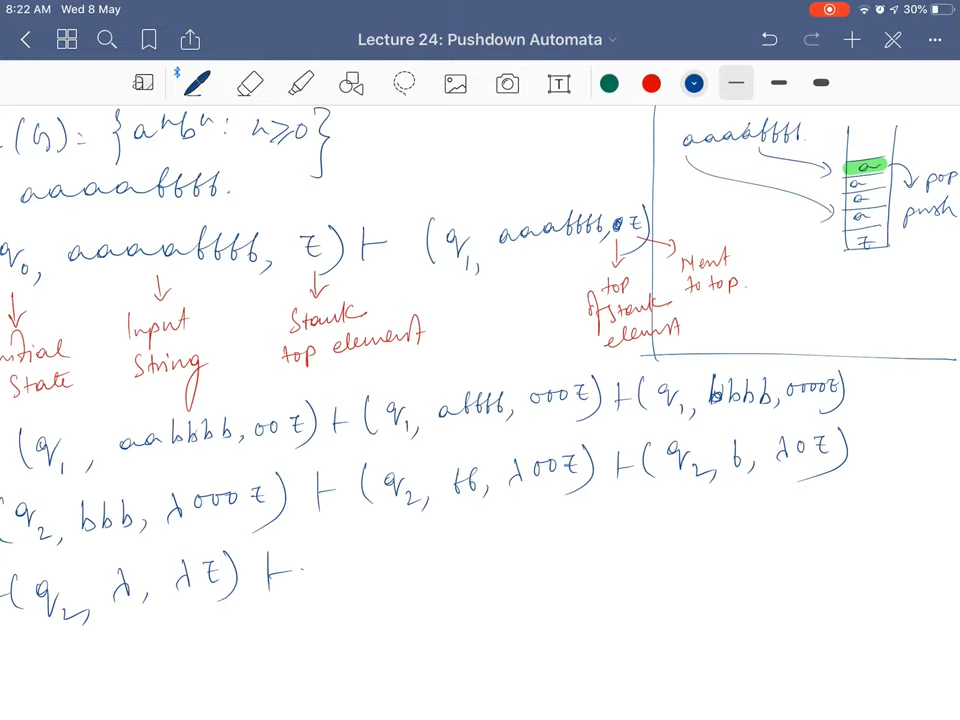 8:22 AM Wed 8 May
30%
Lecture 24: Pushdown Automata
(G) = { aⁿbⁿ : n ≥ 0 }
aaaabbbb.
q₀, aaaabbbb, z) ⊢ (q₁, aaabbbb, 0z)
Initial State
Input String
Stack top element
top of stack element
Next to top.
(q₁, aabbbb, 00z) ⊢ (q₁, abbbb, 000z) ⊢ (q₁, bbbb, 0000z)
(q₂, bbb, λ000z) ⊢ (q₂, bb, λ00z) ⊢ (q₂, b, λ0z)
⊢(q₂, λ, λz) ⊢
aaaabbbb.
a
a
a
a
z
pop
push